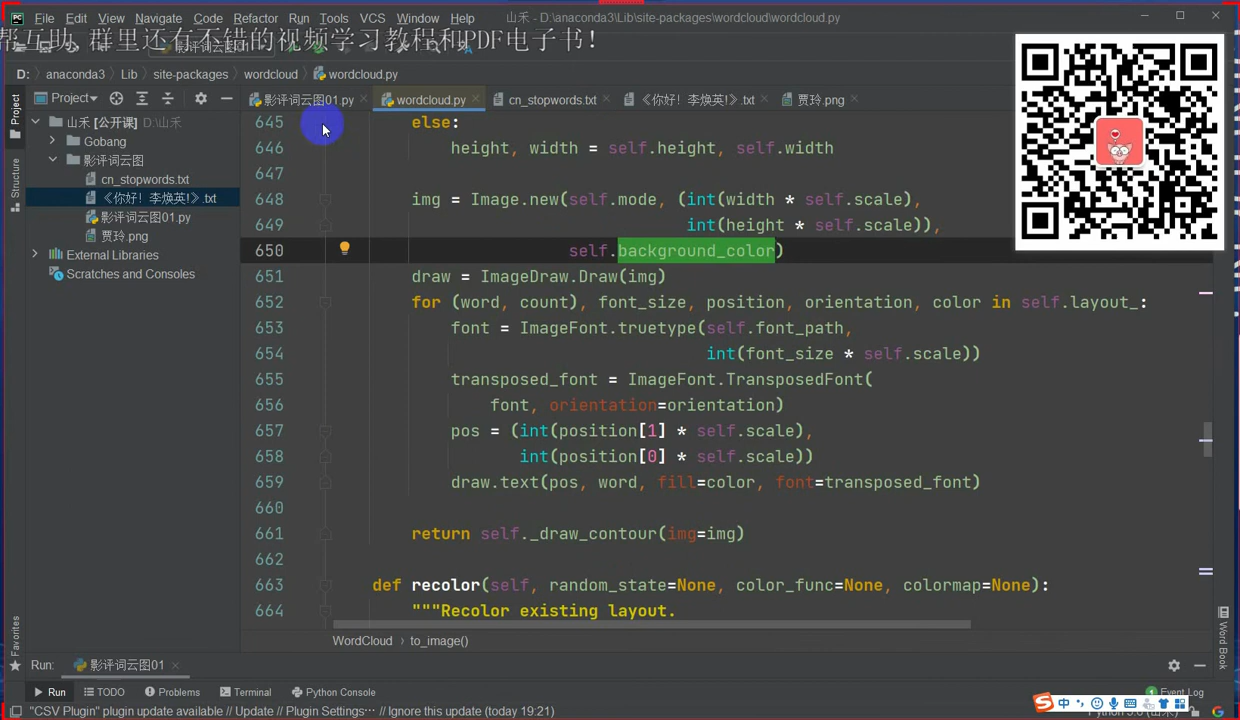 File Edit View Navigate Code Refactor Run Tools VCS Window Help 山禾 - D:\anaconda3\Lib\site-packages\wordcloud\wordcloud.py
帮互助，群里还有不错的视频学习教程和PDF电子书！
D: anaconda3 Lib site-packages wordcloud wordcloud.py
Project 影评词云图01.py wordcloud.py cn_stopwords.txt 《你好！李焕英!》.txt 贾玲.png
Project
Structure
Favorites
山禾 [公开课] D:\山禾
Gobang
影评词云图
cn_stopwords.txt
《你好！李焕英!》.txt
影评词云图01.py
贾玲.png
External Libraries
Scratches and Consoles
645 else:
646 height, width = self.height, self.width
647
648 img = Image.new(self.mode, (int(width * self.scale),
649 int(height * self.scale)),
650 self.background_color)
651 draw = ImageDraw.Draw(img)
652 for (word, count), font_size, position, orientation, color in self.layout_:
653 font = ImageFont.truetype(self.font_path,
654 int(font_size * self.scale))
655 transposed_font = ImageFont.TransposedFont(
656 font, orientation=orientation)
657 pos = (int(position[1] * self.scale),
658 int(position[0] * self.scale))
659 draw.text(pos, word, fill=color, font=transposed_font)
660
661 return self._draw_contour(img=img)
662
663 def recolor(self, random_state=None, color_func=None, colormap=None):
664 """Recolor existing layout.
WordCloud › to_image()
Word Book
Run: 影评词云图01
Run TODO Problems Terminal Python Console 1 Event Log
"CSV Plugin" plugin update available // Update // Plugin Settings... // Ignore this update (today 19:21)
中